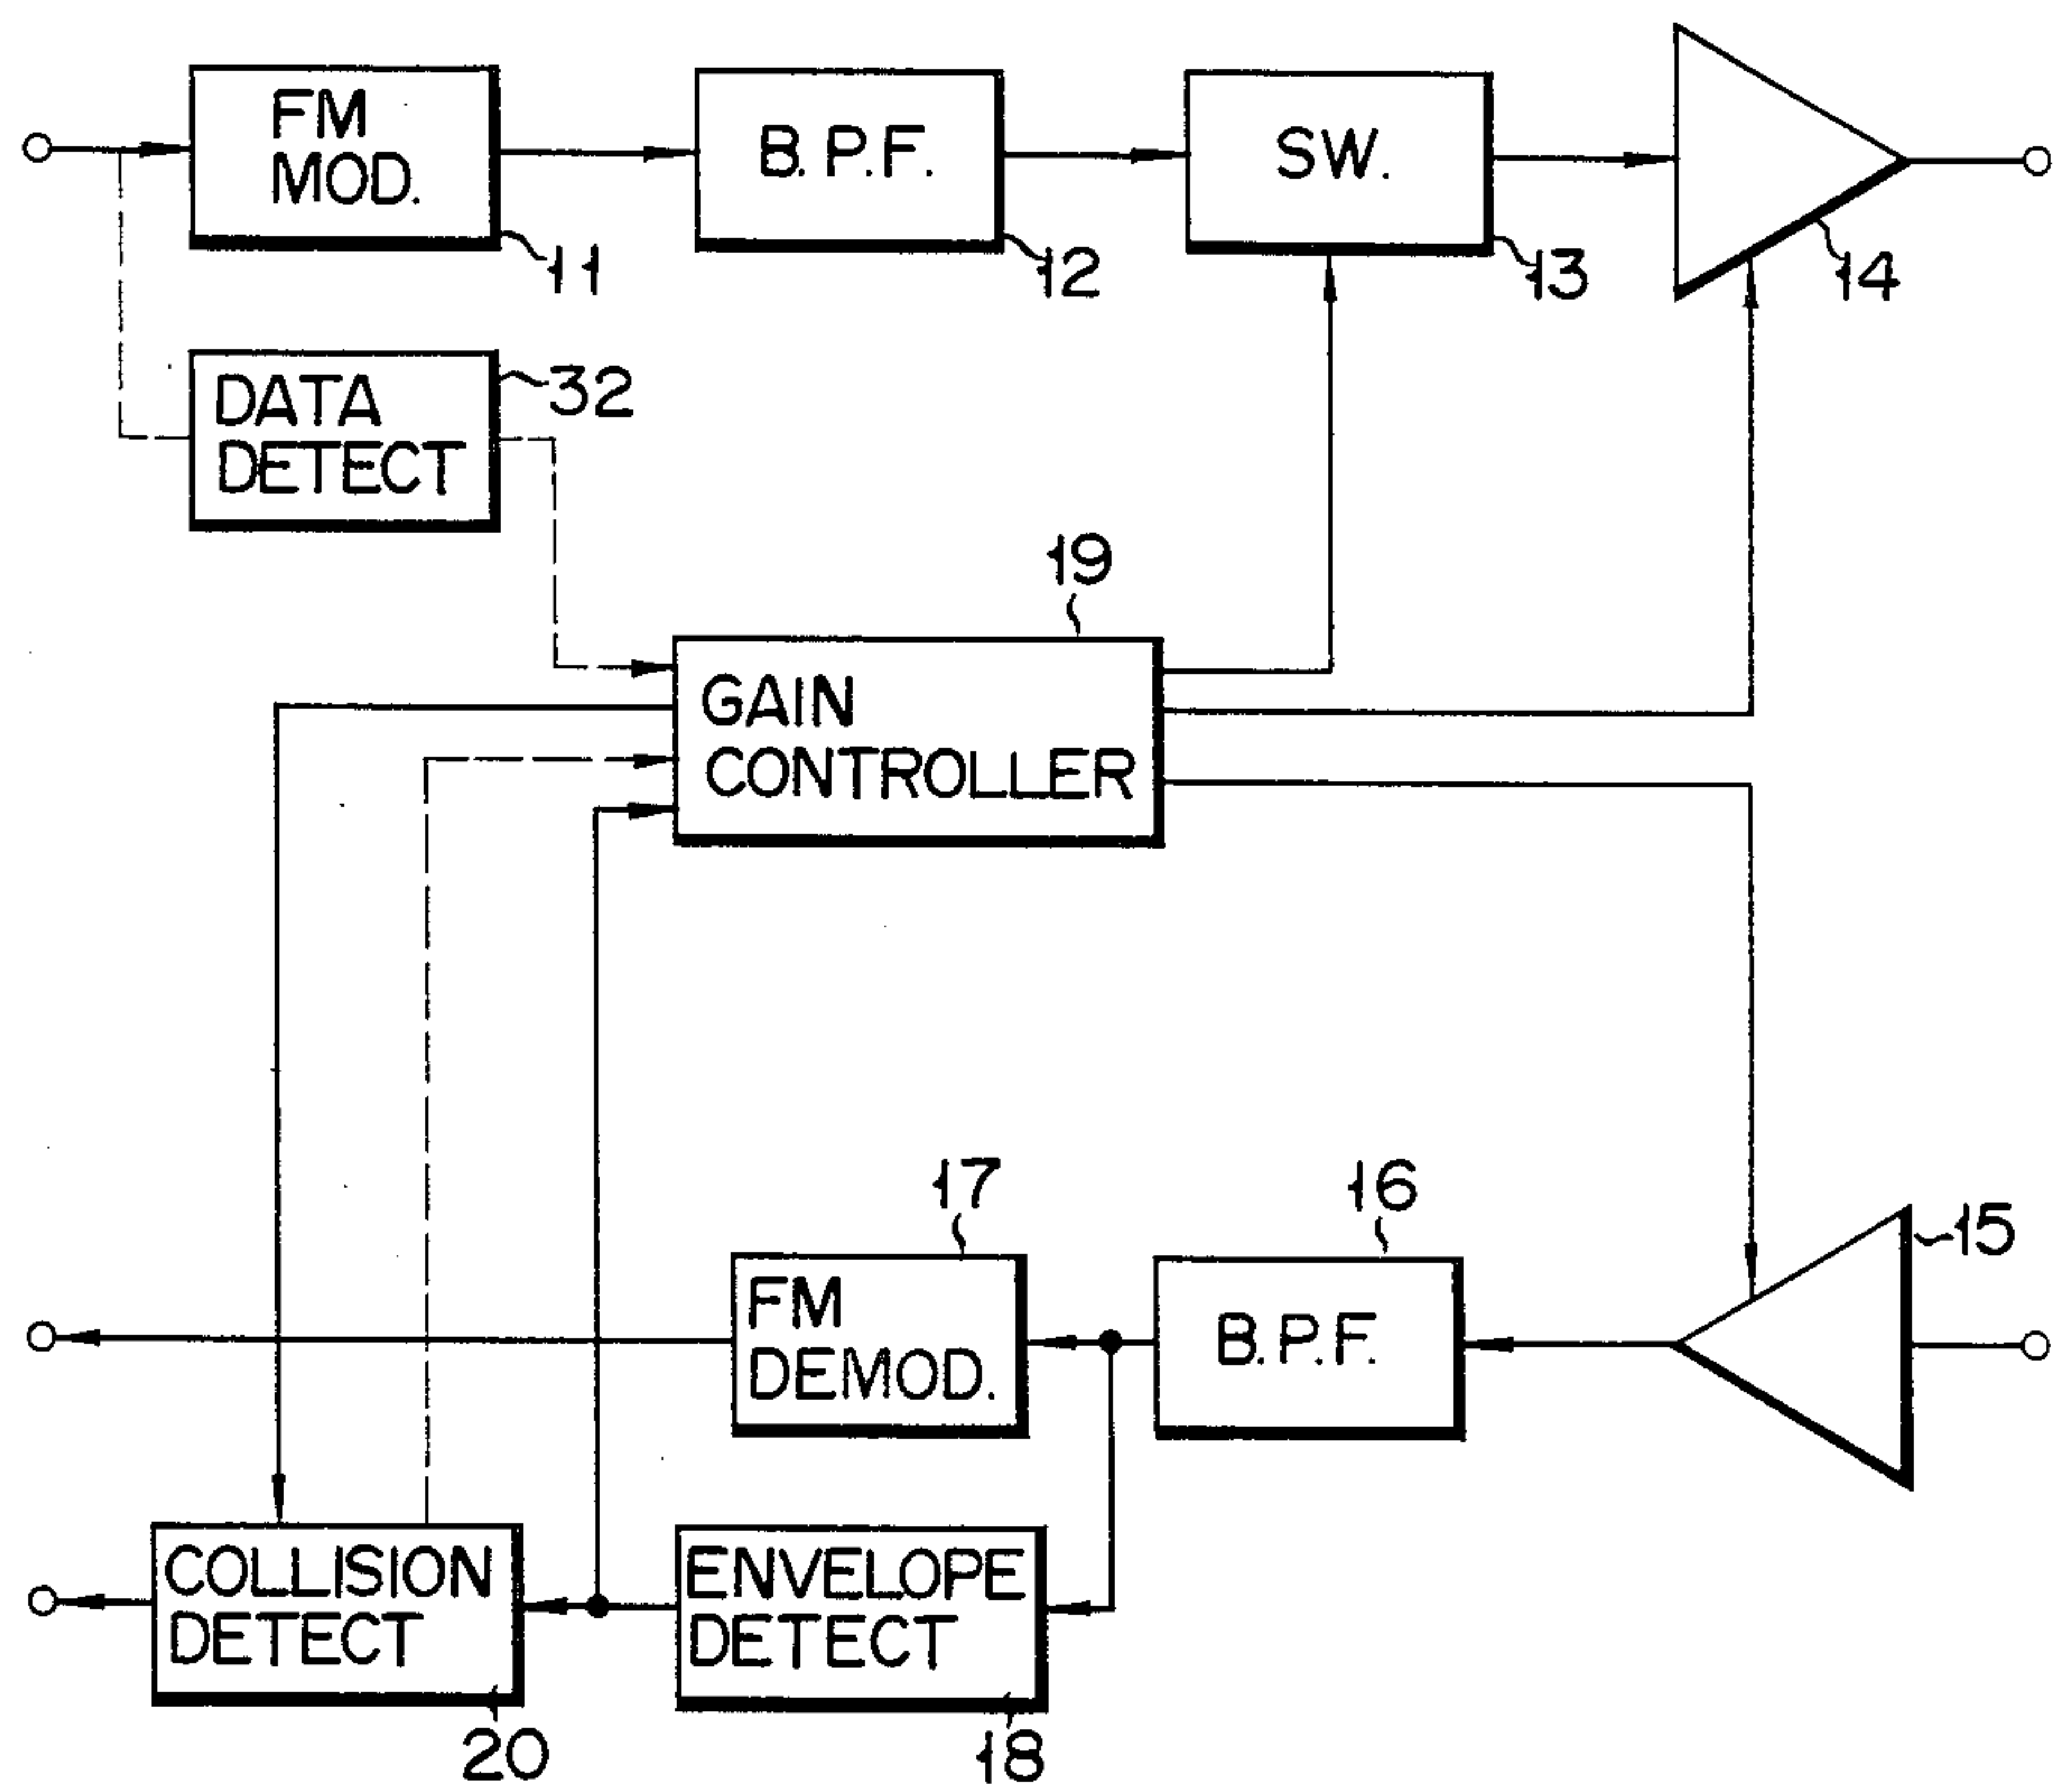 FM
MOD.
11
B.P.F.
12
SW.
13
14
DATA
DETECT
32
19
GAIN
CONTROLLER
17
FM
DEMOD.
16
B.P.F.
15
COLLISION
DETECT
20
ENVELOPE
DETECT
18